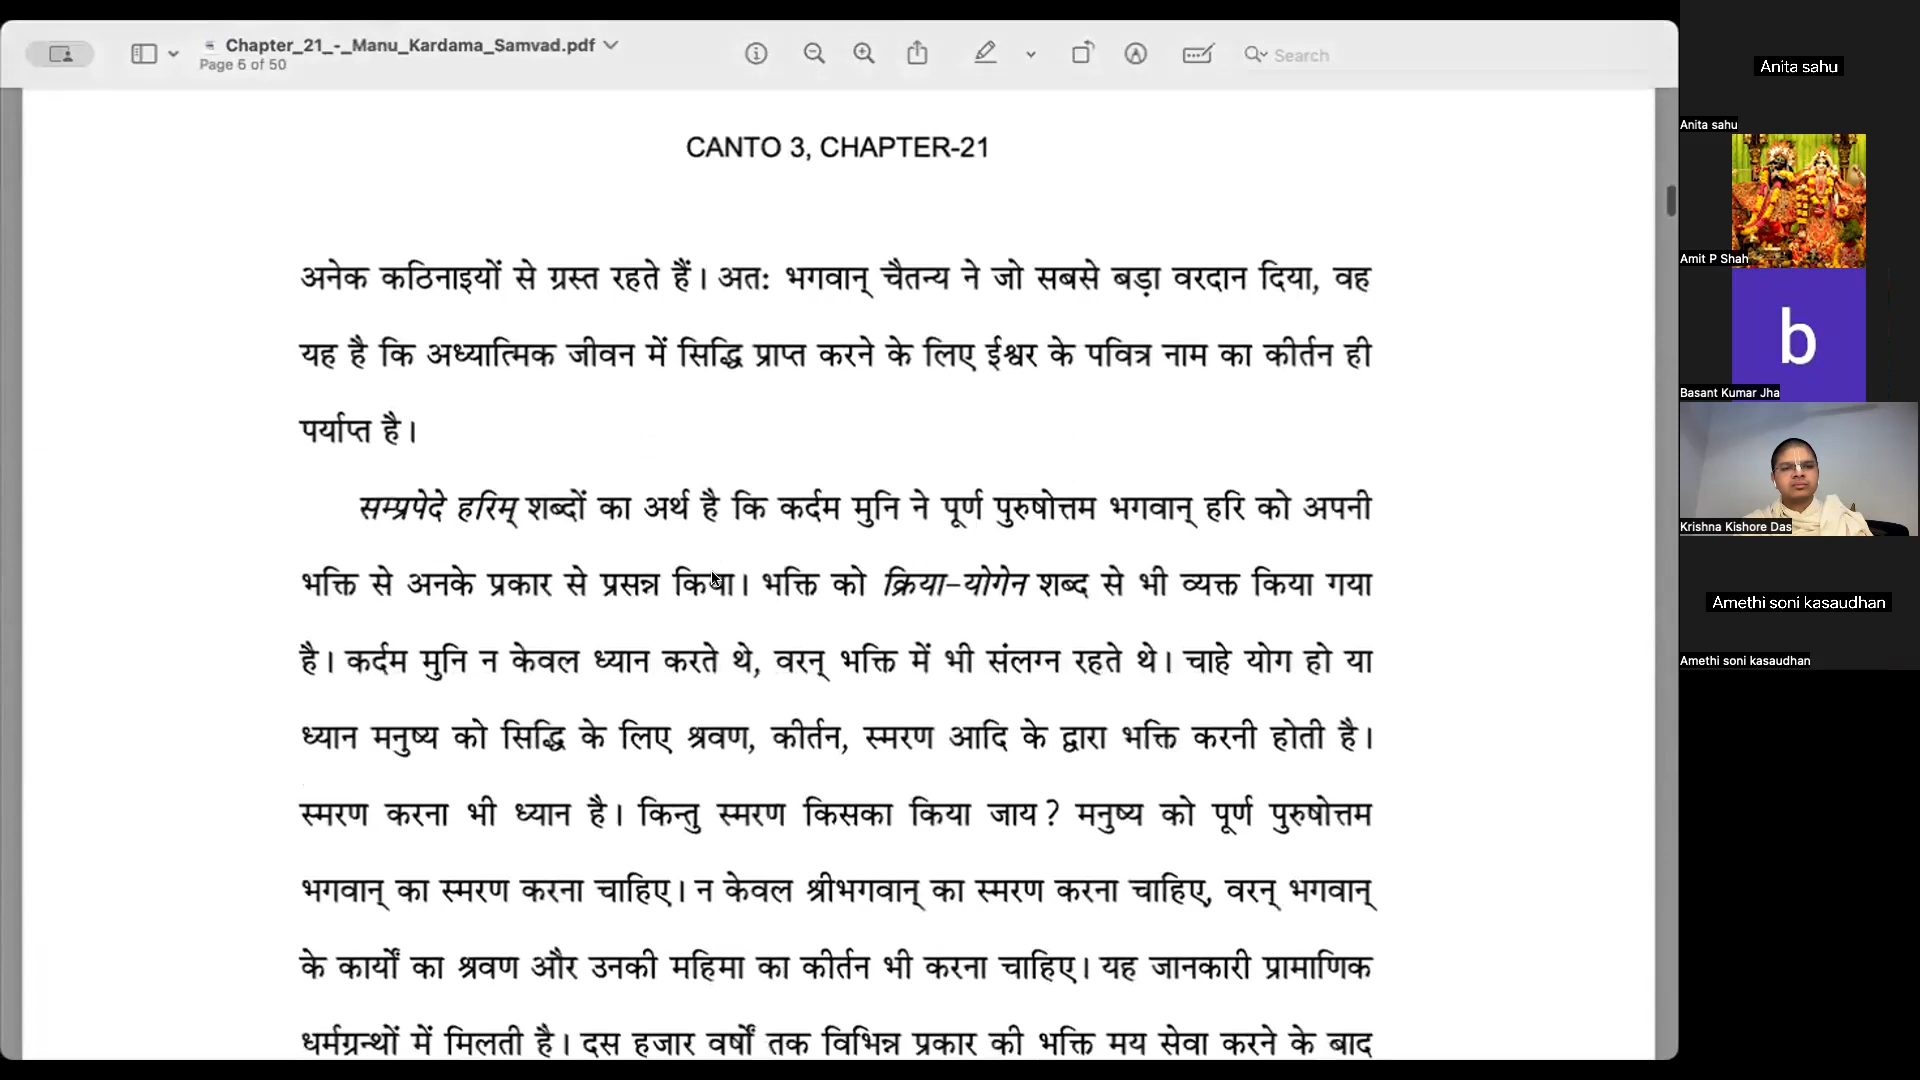 Chapter_21_-_Manu_Kardama_Samvad.pdf
Page 6 of 50
Search
CANTO 3, CHAPTER-21
अनेक कठिनाइयों से ग्रस्त रहते हैं। अतः भगवान् चैतन्य ने जो सबसे बड़ा वरदान दिया, वह
यह है कि अध्यात्मिक जीवन में सिद्धि प्राप्त करने के लिए ईश्वर के पवित्र नाम का कीर्तन ही
पर्याप्त है।
सम्प्रपेदे हरिम् शब्दों का अर्थ है कि कर्दम मुनि ने पूर्ण पुरुषोत्तम भगवान् हरि को अपनी
भक्ति से अनके प्रकार से प्रसन्न किया। भक्ति को क्रिया-योगेन शब्द से भी व्यक्त किया गया
है। कर्दम मुनि न केवल ध्यान करते थे, वरन् भक्ति में भी संलग्न रहते थे। चाहे योग हो या
ध्यान मनुष्य को सिद्धि के लिए श्रवण, कीर्तन, स्मरण आदि के द्वारा भक्ति करनी होती है।
स्मरण करना भी ध्यान है। किन्तु स्मरण किसका किया जाय? मनुष्य को पूर्ण पुरुषोत्तम
भगवान् का स्मरण करना चाहिए। न केवल श्रीभगवान् का स्मरण करना चाहिए, वरन् भगवान्
के कार्यों का श्रवण और उनकी महिमा का कीर्तन भी करना चाहिए। यह जानकारी प्रामाणिक
धर्मग्रन्थों में मिलती है। दस हजार वर्षों तक विभिन्न प्रकार की भक्ति मय सेवा करने के बाद
Anita sahu
Anita sahu
Amit P Shah
b
Basant Kumar Jha
Krishna Kishore Das
Amethi soni kasaudhan
Amethi soni kasaudhan